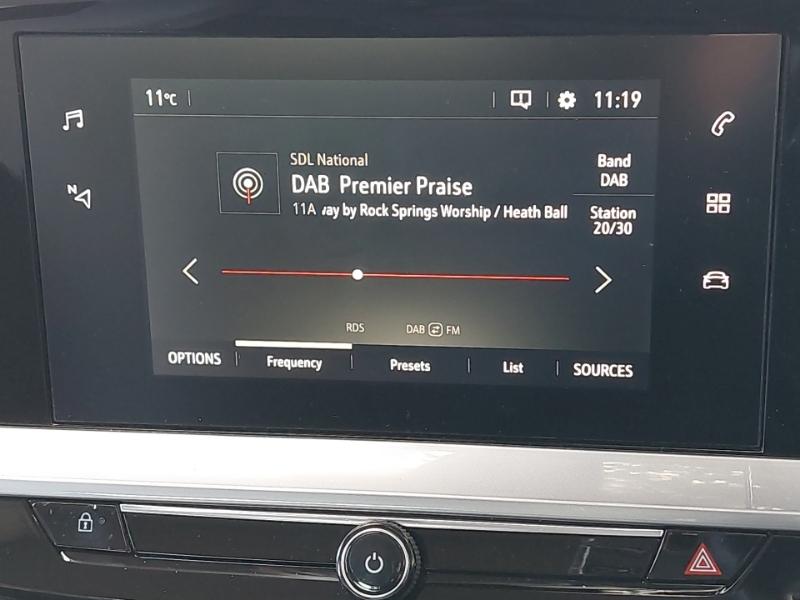 11°C
11:19
SDL National
DAB Premier Praise
11A way by Rock Springs Worship / Heath Ball
Band
DAB
Station
20/30
N
RDS
DAB FM
OPTIONS
Frequency
Presets
List
SOURCES